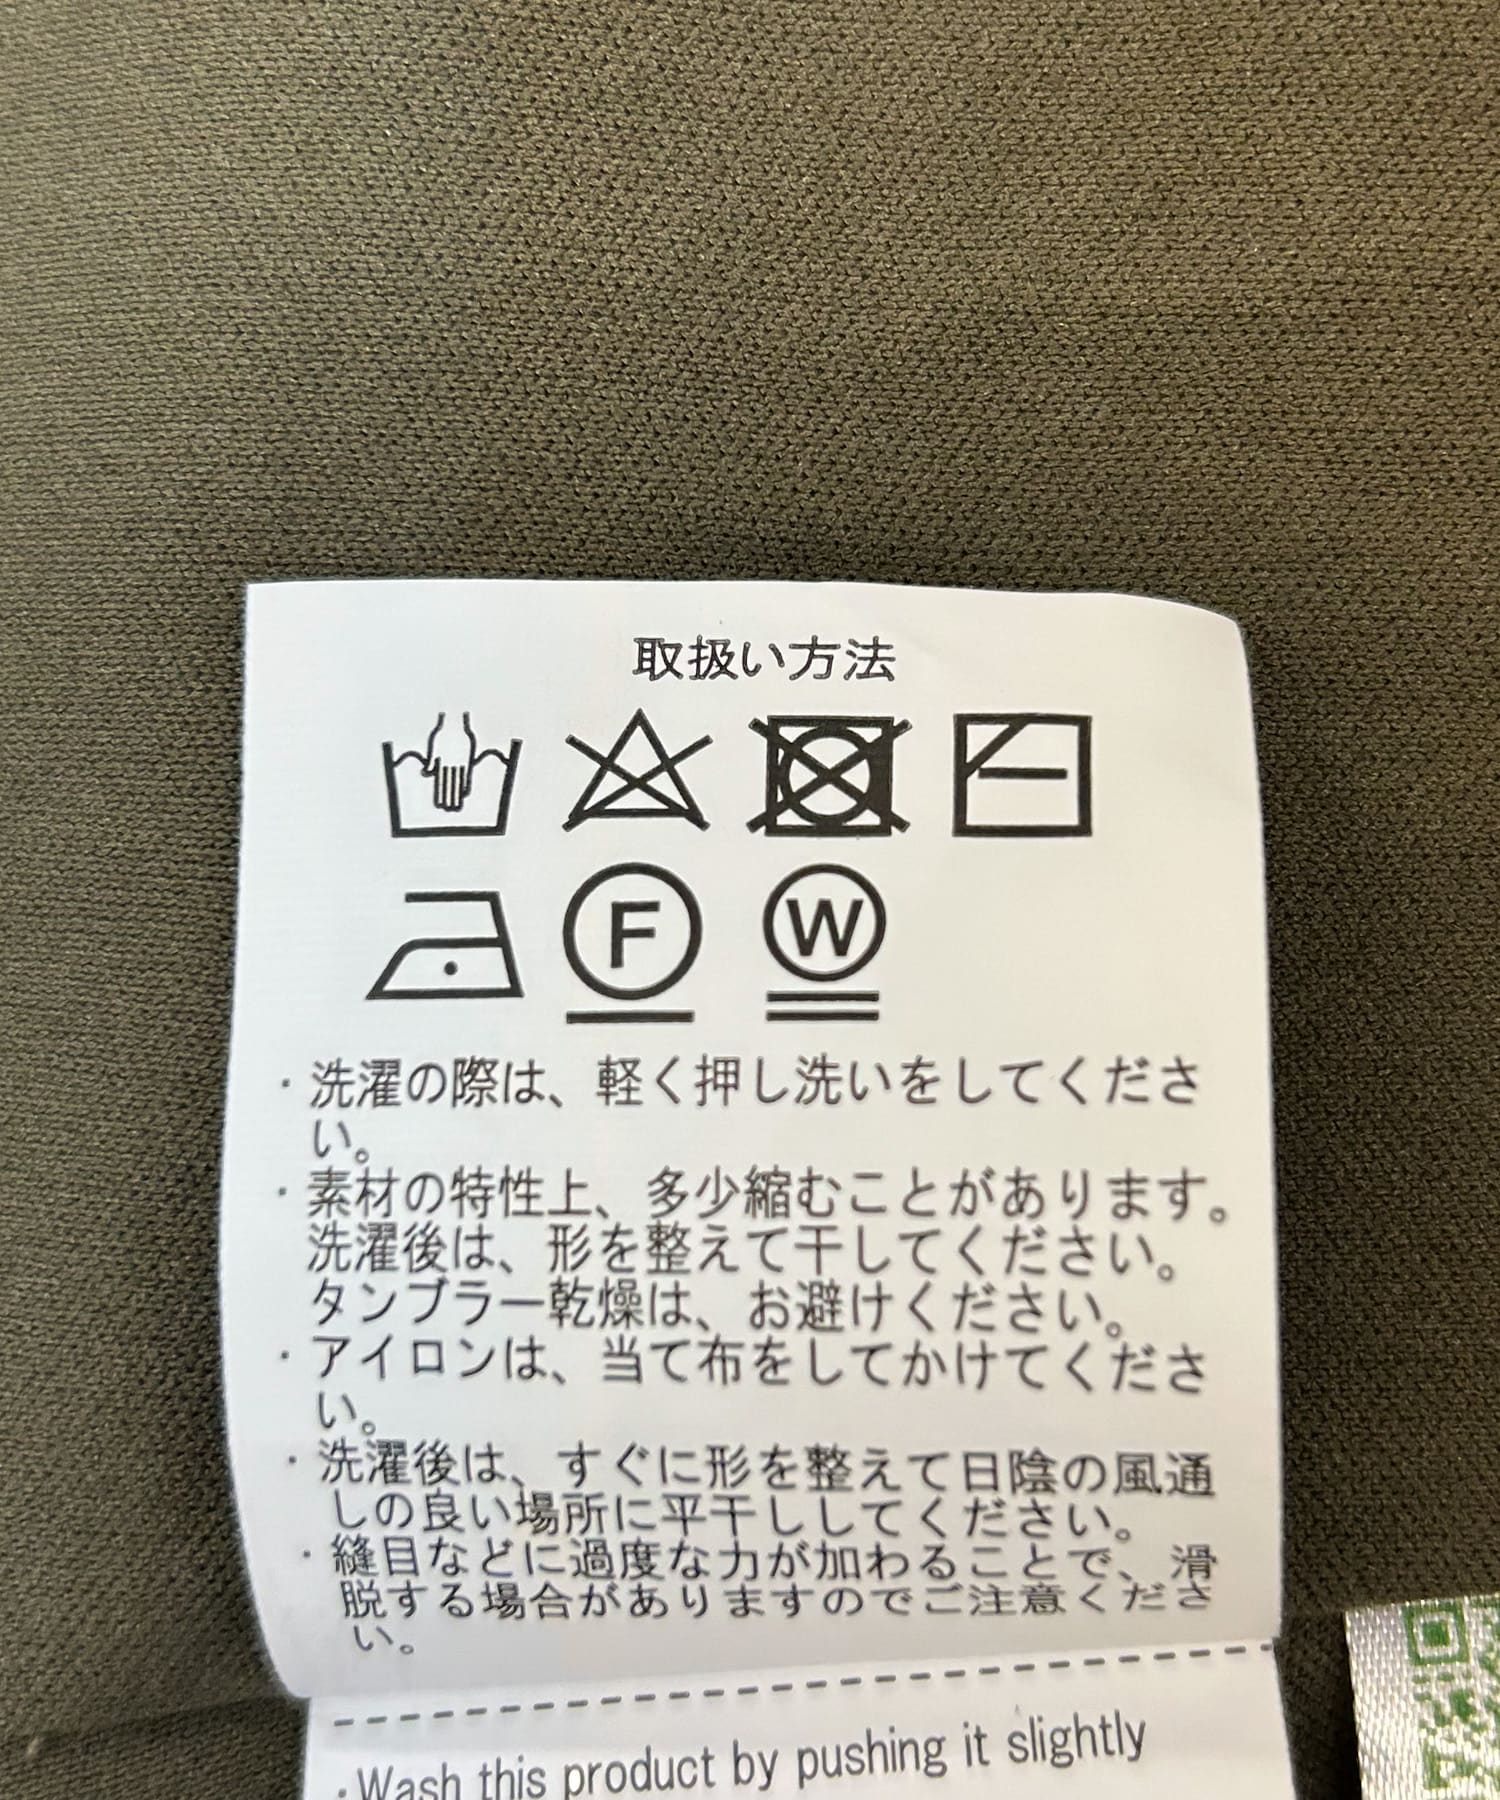 取扱い方法
F W
・洗濯の際は、軽く押し洗いをしてくださ
い。
・素材の特性上、多少縮むことがあります。
洗濯後は、形を整えて干してください。
タンブラー乾燥は、お避けください。
・アイロンは、当て布をしてかけてくださ
い。
・洗濯後は、すぐに形を整えて日陰の風通
しの良い場所に平干ししてください。
・縫目などに過度な力が加わることで、滑
脱する場合がありますのでご注意くださ
い。
・Wash this product by pushing it slightly